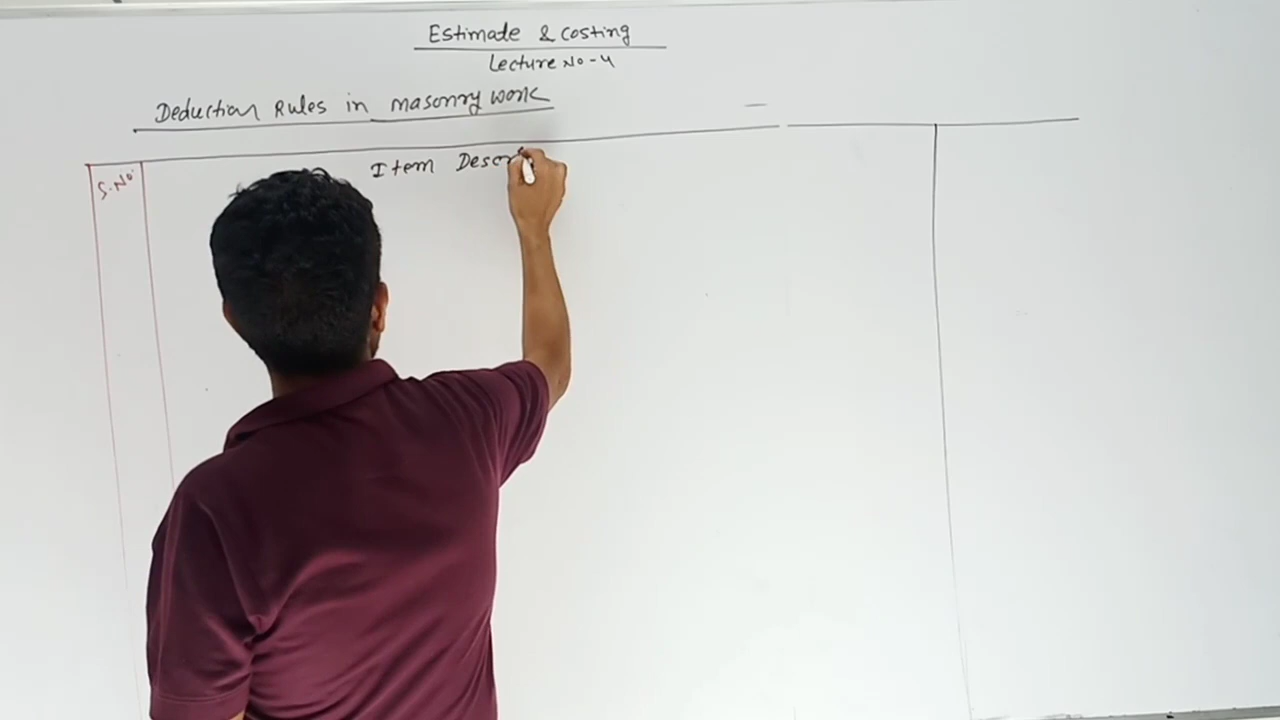 Estimate & costing
Lecture No-4
Deduction Rules in masonry work
S.No.
Item Descr